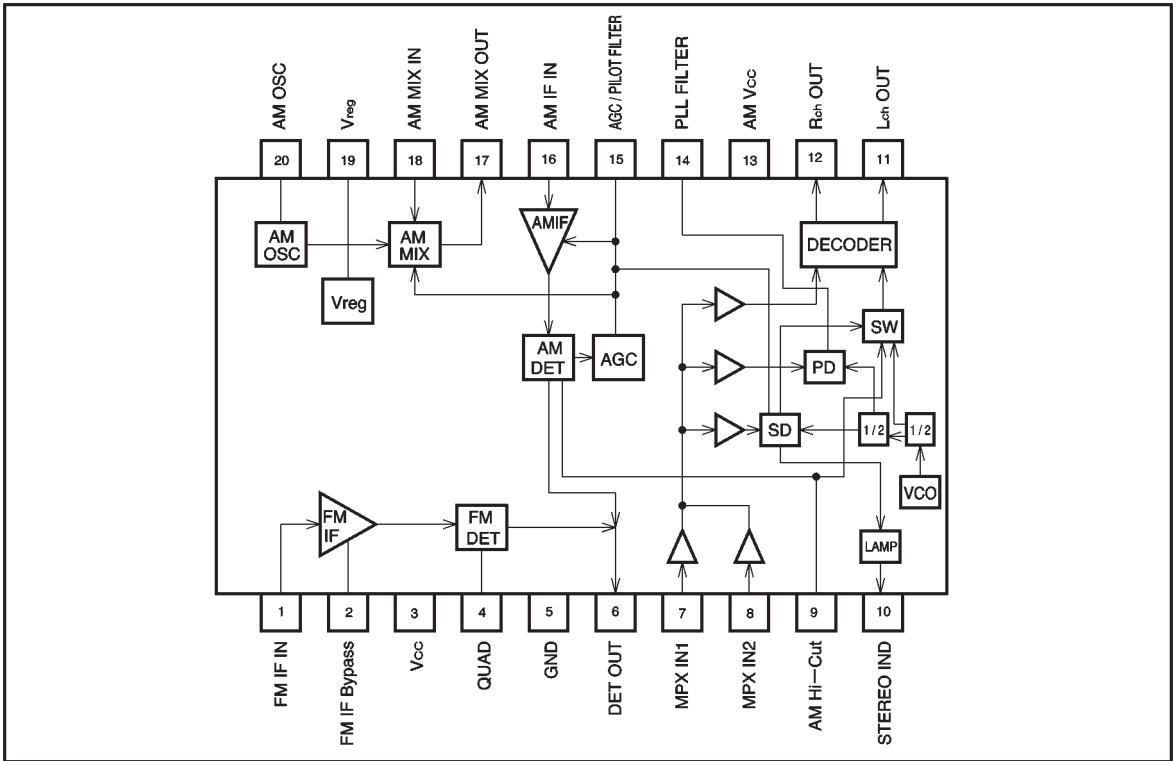 AM OSC
Vreg
AM MIX IN
AM MIX OUT
AM IF IN
AGC / PILOT FILTER
PLL FILTER
AM VCC
Rch OUT
Lch OUT
20
19
18
17
16
15
14
13
12
11
AM
OSC
Vreg
AM
MIX
AMIF
AM
DET
AGC
DECODER
SW
PD
SD
1/2
1/2
VCO
LAMP
FM
IF
FM
DET
1
2
3
4
5
6
7
8
9
10
FM IF IN
FM IF Bypass
VCC
QUAD
GND
DET OUT
MPX IN1
MPX IN2
AM Hi−Cut
STEREO IND